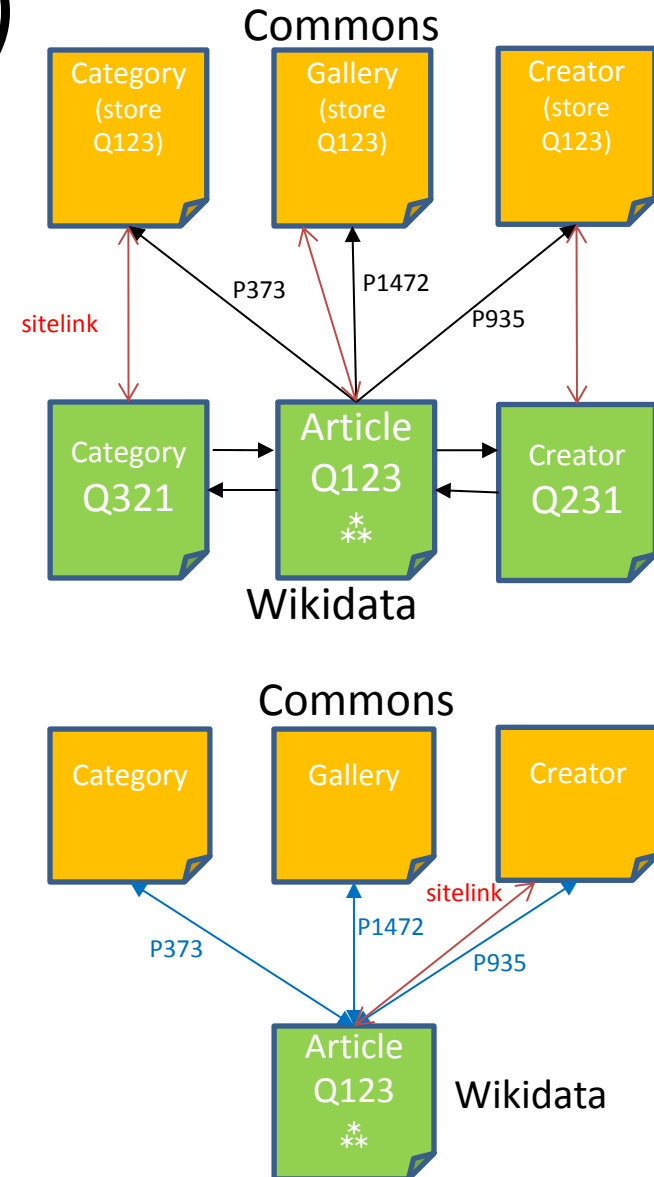 Commons
Category
(store
Q123)
Gallery
(store
Q123)
Creator
(store
Q123)
P373
P1472
P935
sitelink
Category
Q321
Article
Q123
⁂
Creator
Q231
Wikidata
Commons
Category
Gallery
Creator
sitelink
P373
P1472
P935
Article
Q123
⁂
Wikidata